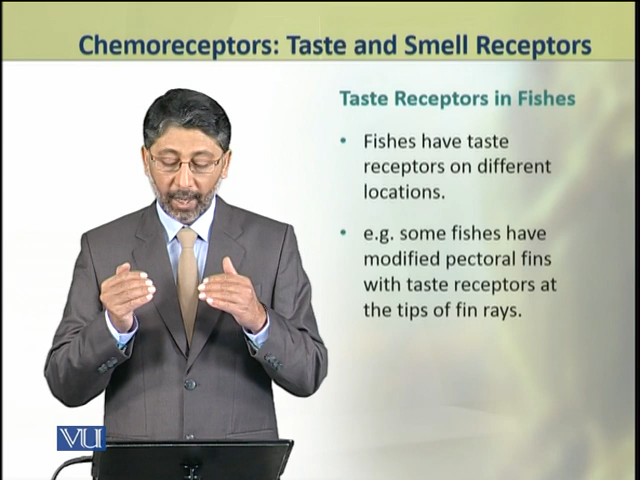 Chemoreceptors: Taste and Smell Receptors
Taste Receptors in Fishes
• Fishes have taste
receptors on different
locations.
• e.g. some fishes have
modified pectoral fins
with taste receptors at
the tips of fin rays.
VU